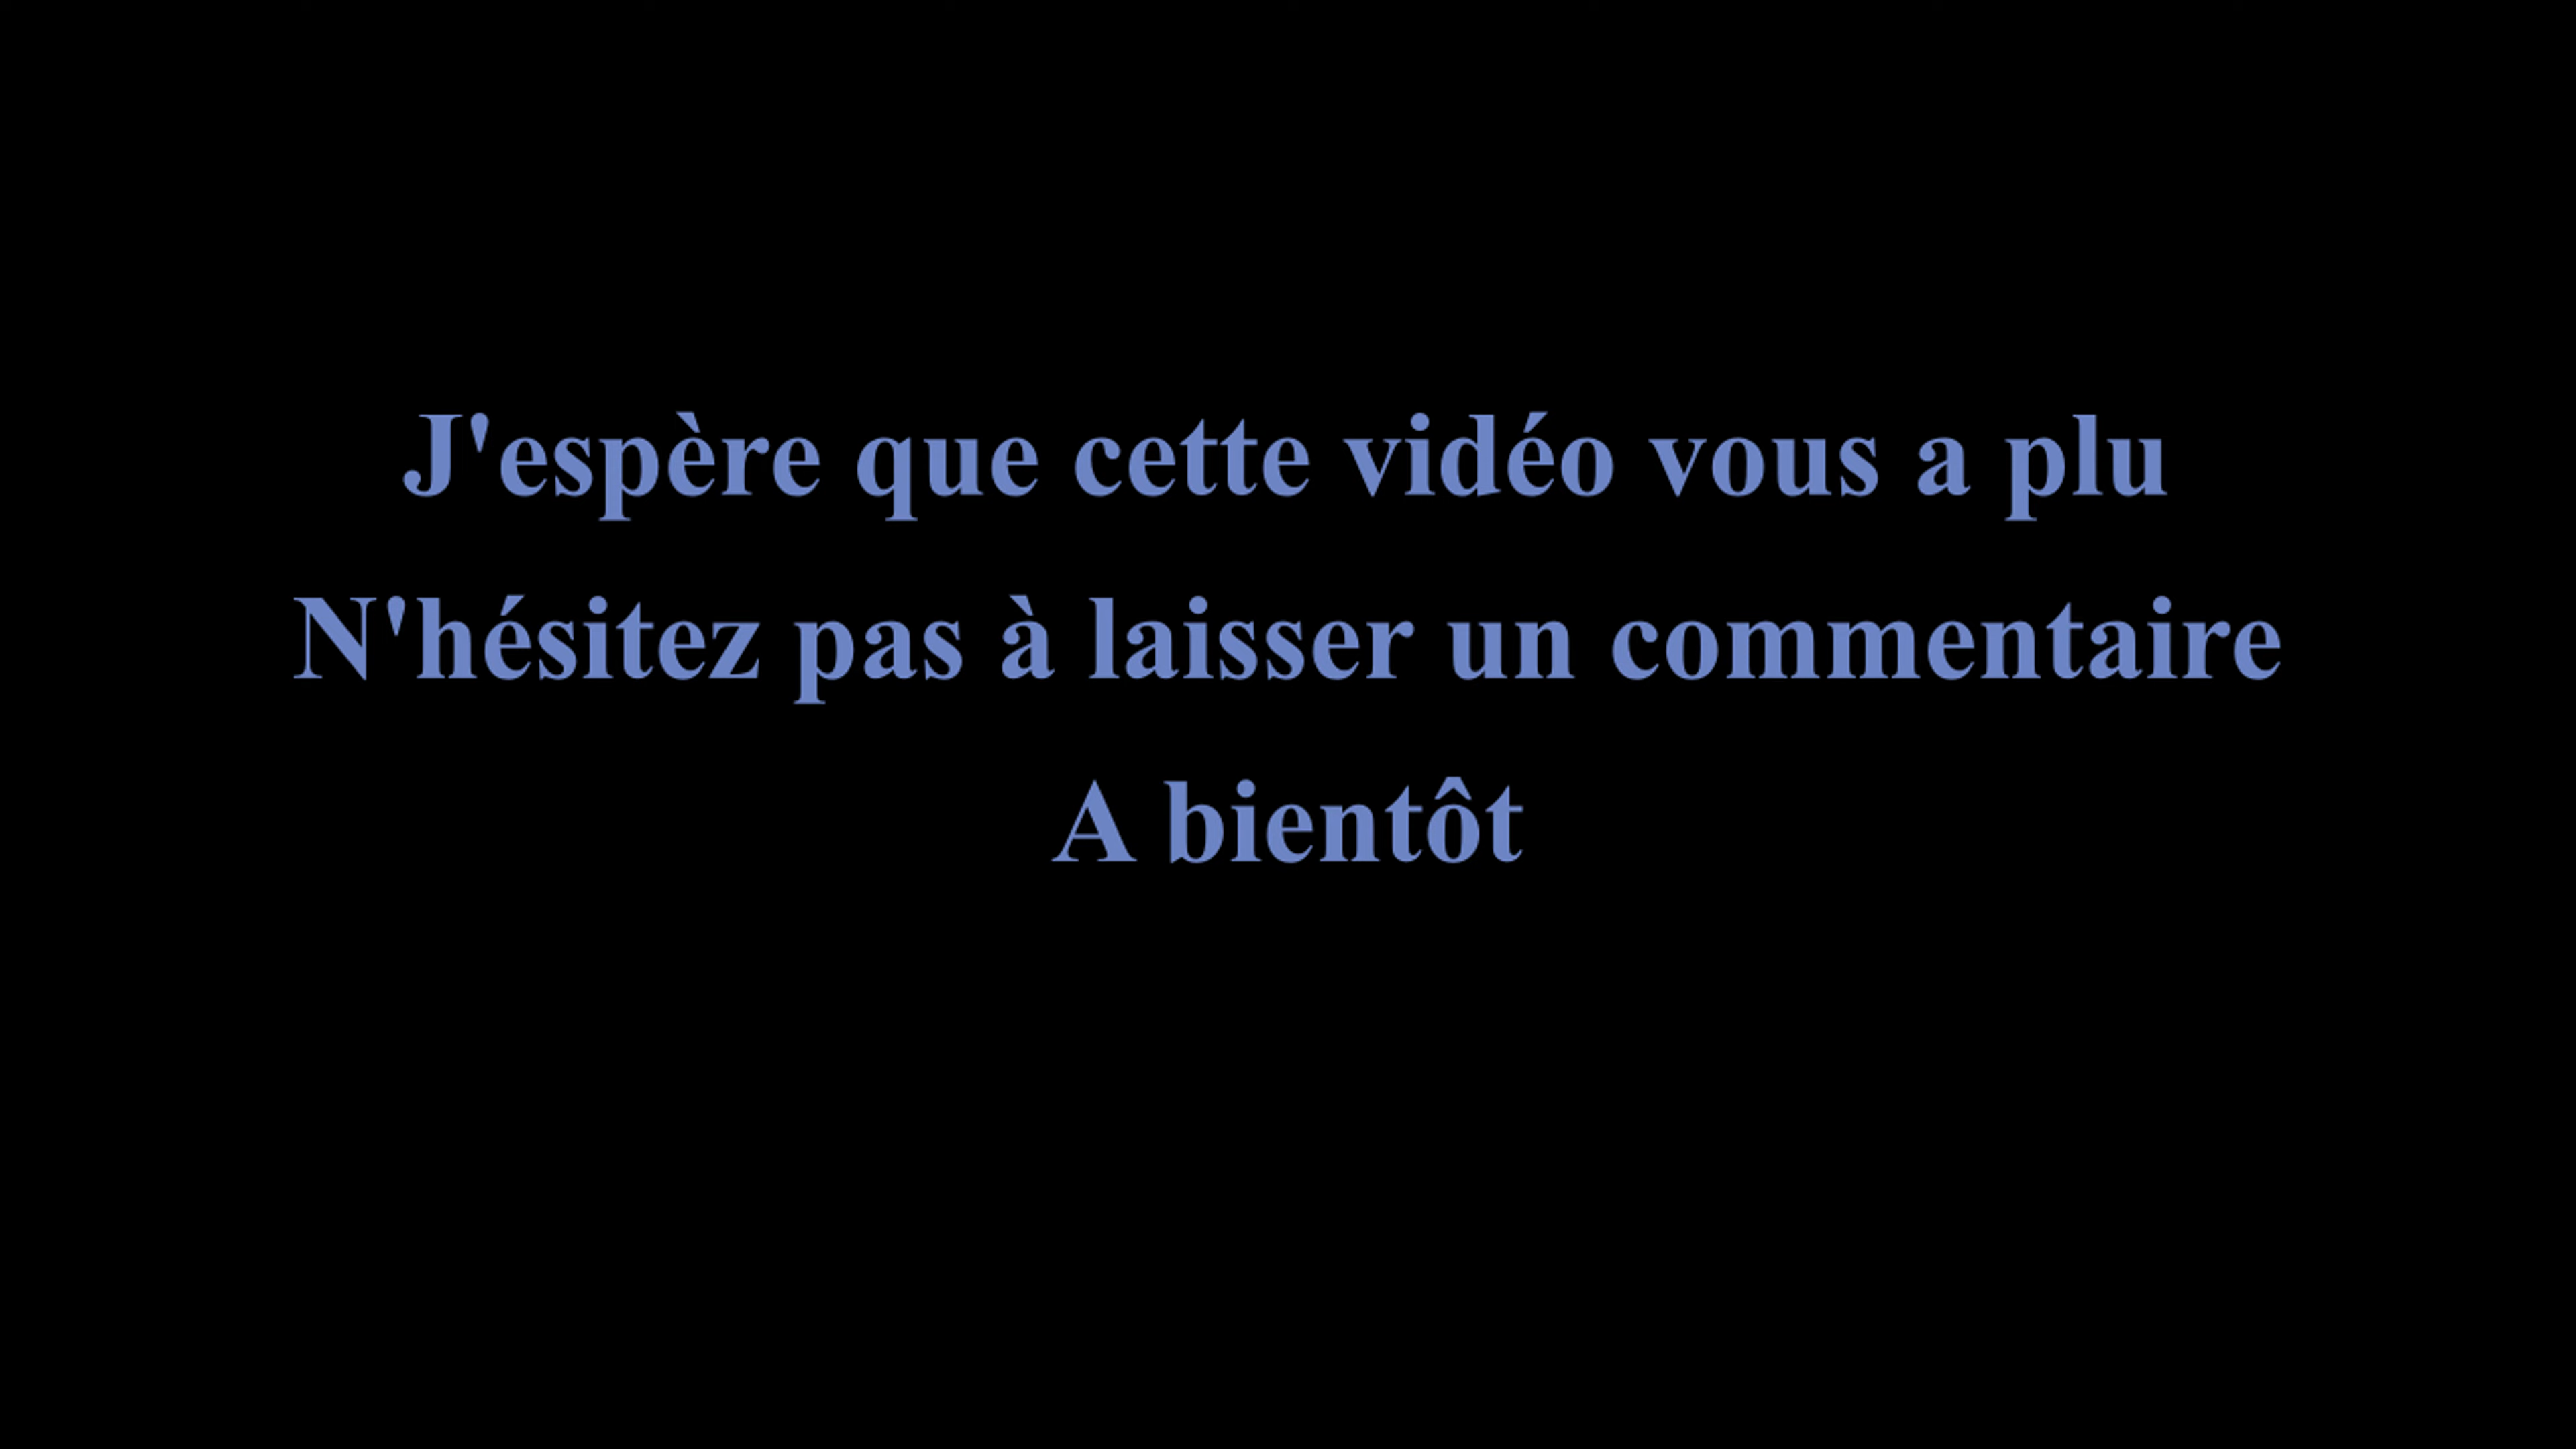 J'espère que cette vidéo vous a plu
N'hésitez pas à laisser un commentaire
A bientôt